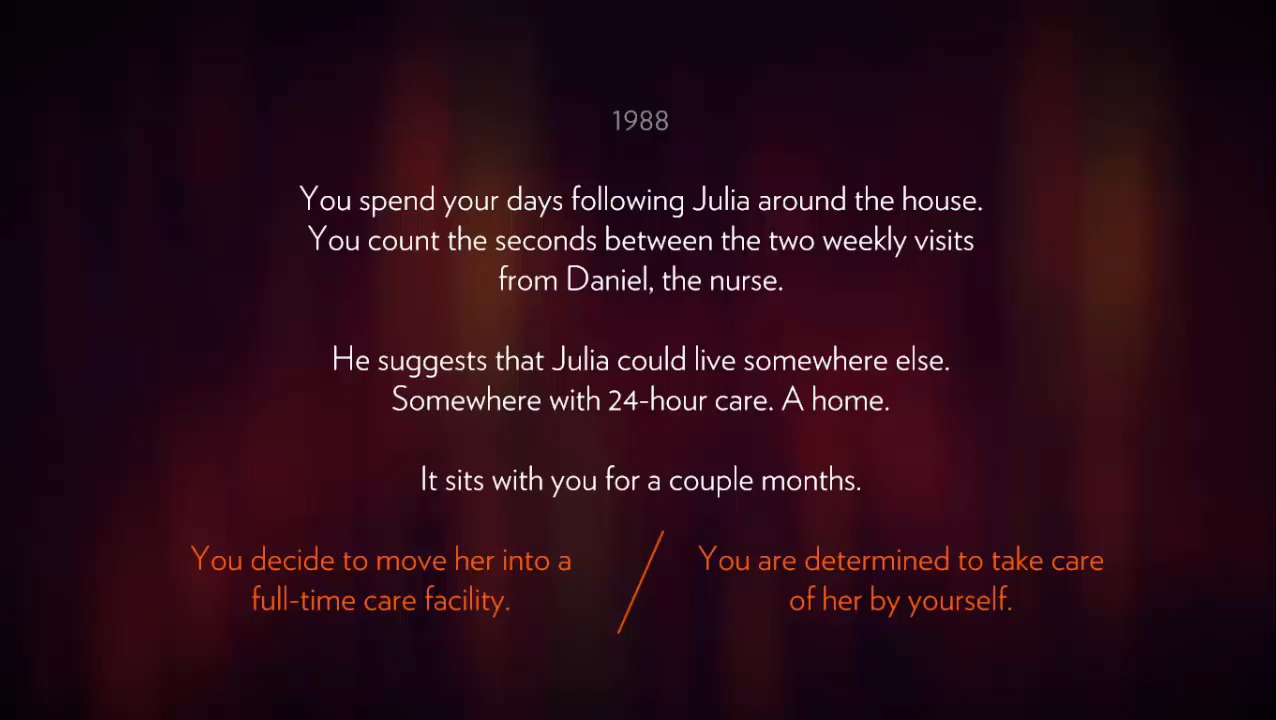 1988
You spend your days following Julia around the house.
You count the seconds between the two weekly visits
from Daniel, the nurse.
He suggests that Julia could live somewhere else.
Somewhere with 24-hour care. A home.
It sits with you for a couple months.
You decide to move her into a
full-time care facility.
/
You are determined to take care
of her by yourself.